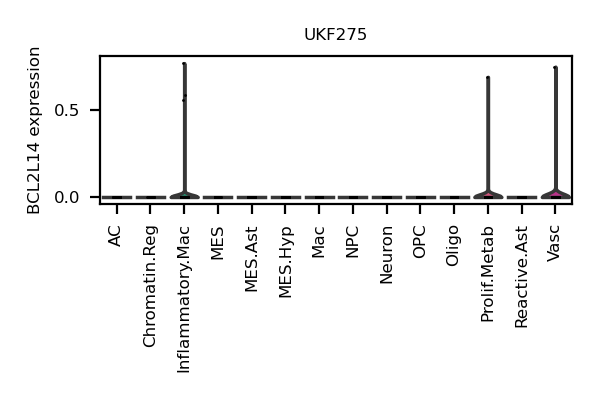 UKF275
BCL2L14 expression
0.5
0.0
AC
Chromatin.Reg
Inflammatory.Mac
MES
MES.Ast
MES.Hyp
Mac
NPC
Neuron
OPC
Oligo
Prolif.Metab
Reactive.Ast
Vasc